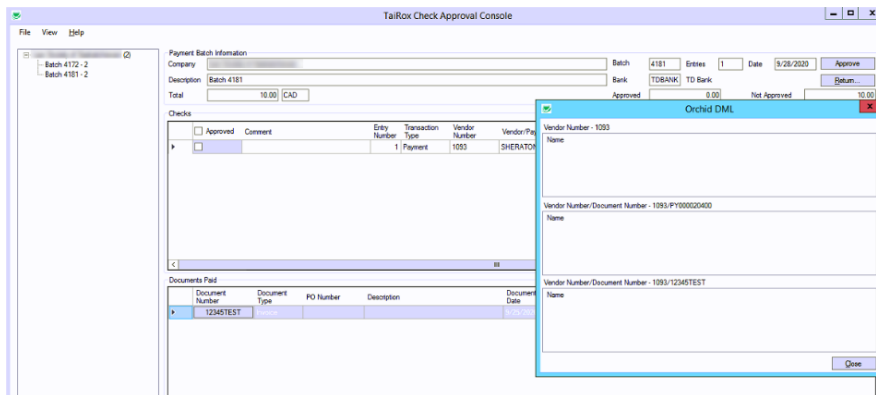 TaiRox Check Approval Console
File View Help
Batch 4172 - 2
Batch 4181 - 2
Payment Batch Information
Company
Batch 4181 Entries 1 Date 9/28/2020 Approve
Description Batch 4181
Bank TDBANK TD Bank Return...
Total 10.00 CAD
Approved 0.00 Not Approved 10.00
Checks
Approved Comment Entry Number Transaction Type Vendor Number Vendor/Pay
1 Payment 1093 SHERATON
Documents Paid
Document Number Document Type PO Number Description Document Date
12345TEST Invoice
Orchid DML
Vendor Number - 1093
Name
Vendor Number/Document Number - 1093/PY000020400
Name
Vendor Number/Document Number - 1093/12345TEST
Name
Close